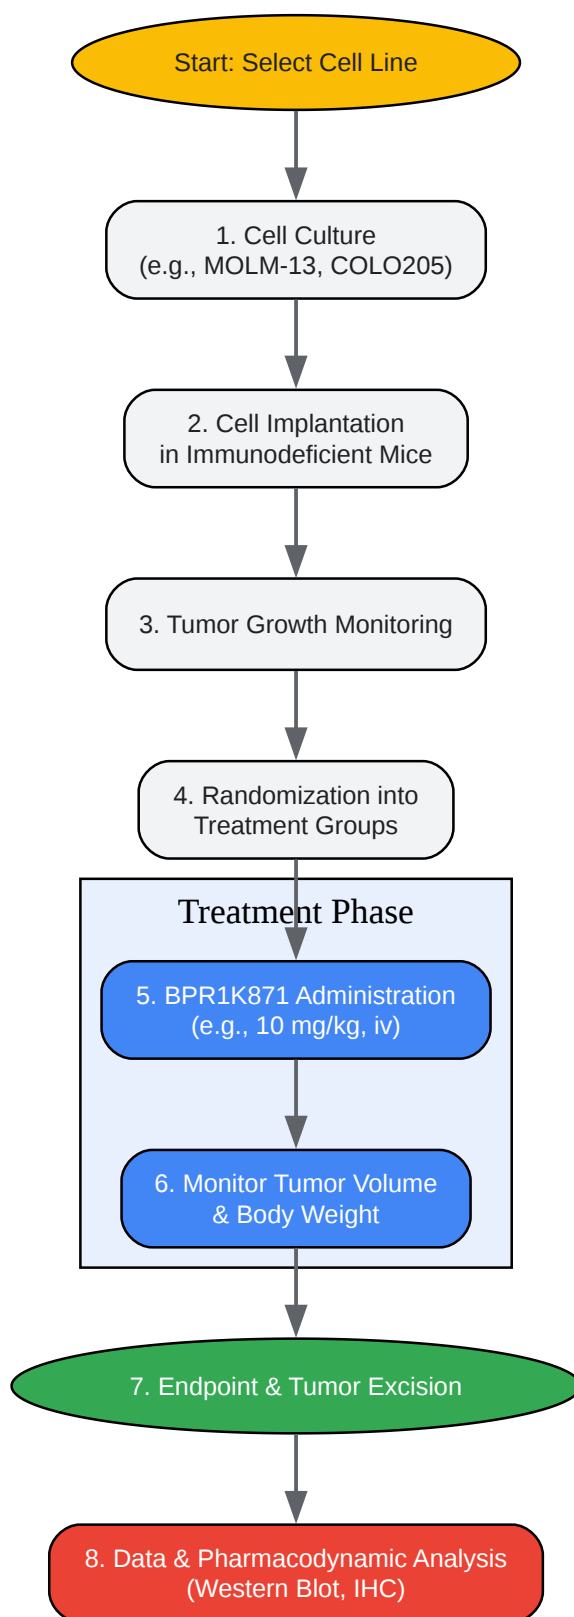 Start: Select Cell Line
1. Cell Culture
(e.g., MOLM-13, COLO205)
2. Cell Implantation
in Immunodeficient Mice
3. Tumor Growth Monitoring
4. Randomization into
Treatment Groups
Treatment Phase
5. BPR1K871 Administration
(e.g., 10 mg/kg, iv)
6. Monitor Tumor Volume
& Body Weight
7. Endpoint & Tumor Excision
8. Data & Pharmacodynamic Analysis
(Western Blot, IHC)